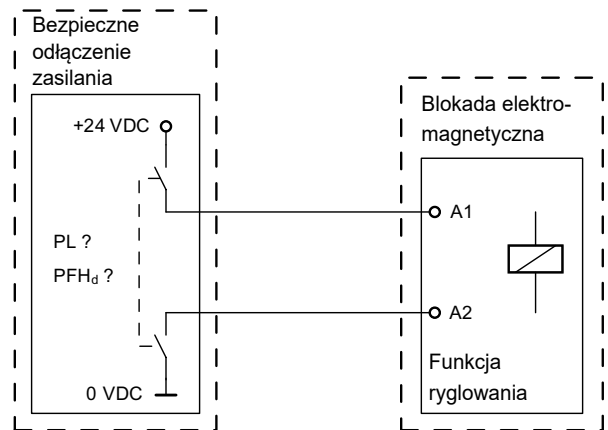 Bezpieczne
odłączenie
zasilania
+24 VDC
PL ?
PFHd ?
0 VDC
Blokada elektro-
magnetyczna
A1
A2
Funkcja
ryglowania